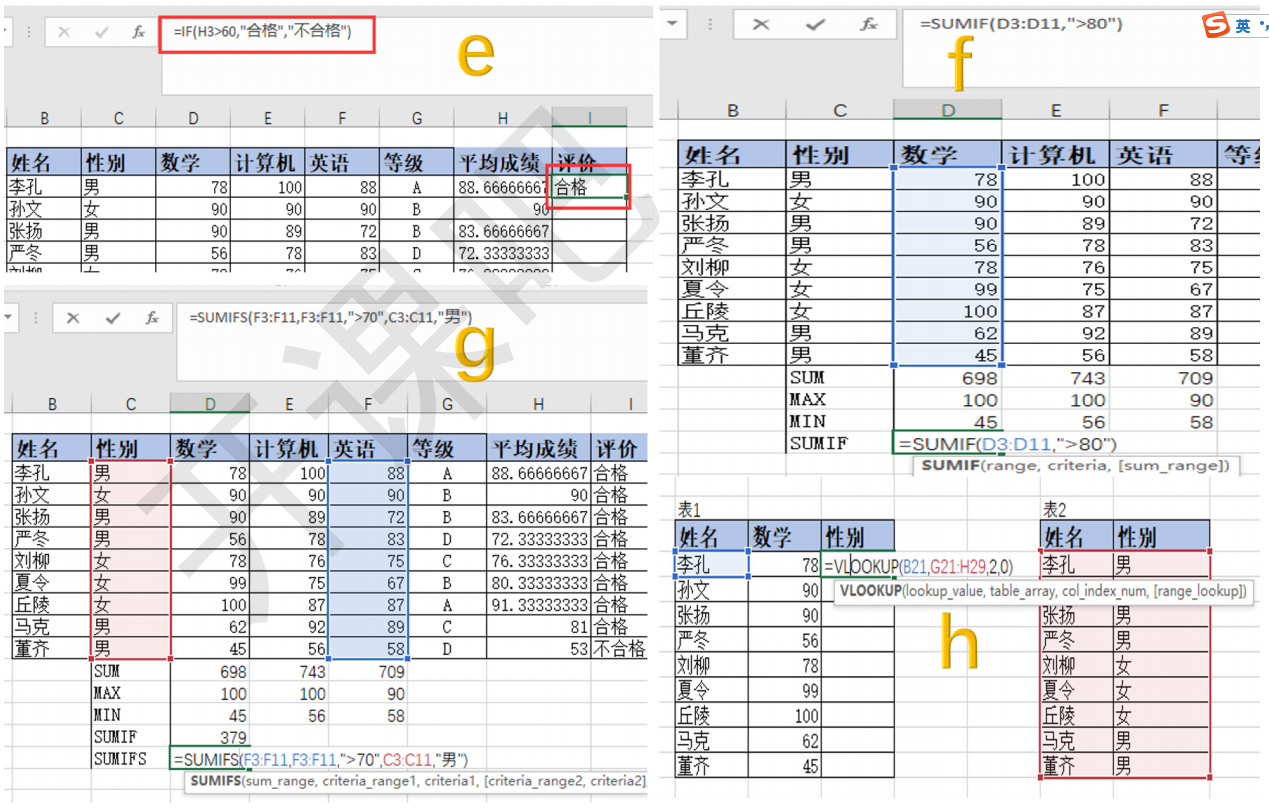 fx =IF(H3>60,"合格","不合格")
e
B C D E F G H I
姓名 性别 数学 计算机 英语 等级 平均成绩 评价
李孔 男 78 100 88 A 88.66666667 合格
孙文 女 90 90 90 B 90
张扬 男 90 89 72 B 83.66666667
严冬 男 56 78 83 D 72.33333333
刘柳 女 78 76 75 C 76.33333333
fx =SUMIF(D3:D11,">80")
英
f
B C D E F
姓名 性别 数学 计算机 英语
李孔 男 78 100 88
孙文 女 90 90 90
张扬 男 90 89 72
严冬 男 56 78 83
刘柳 女 78 76 75
夏令 女 99 75 67
丘陵 女 100 87 87
马克 男 62 92 89
董齐 男 45 56 58
SUM 698 743 709
MAX 100 100 90
MIN 45 56 58
SUMIF =SUMIF(D3:D11,">80")
SUMIF(range, criteria, [sum_range])
fx =SUMIFS(F3:F11,F3:F11,">70",C3:C11,"男")
g
B C D E F G H I
姓名 性别 数学 计算机 英语 等级 平均成绩 评价
李孔 男 78 100 88 A 88.66666667 合格
孙文 女 90 90 90 B 90 合格
张扬 男 90 89 72 B 83.66666667 合格
严冬 男 56 78 83 D 72.33333333 合格
刘柳 女 78 76 75 C 76.33333333 合格
夏令 女 99 75 67 B 80.33333333 合格
丘陵 女 100 87 87 A 91.33333333 合格
马克 男 62 92 89 C 81 合格
董齐 男 45 56 58 D 53 不合格
SUM 698 743 709
MAX 100 100 90
MIN 45 56 58
SUMIF 379
SUMIFS =SUMIFS(F3:F11,F3:F11,">70",C3:C11,"男")
SUMIFS(sum_range, criteria_range1, criteria1, [criteria_range2, criteria2],
表1 表2
姓名 数学 性别 姓名 性别
李孔 78 =VLOOKUP(B21,G21:H29,2,0) 李孔 男
孙文 90 VLOOKUP(lookup_value, table_array, col_index_num, [range_lookup])
张扬 90 张扬 男
严冬 56 严冬 男
刘柳 78 刘柳 女
夏令 99 夏令 女
丘陵 100 丘陵 女
马克 62 马克 男
董齐 45 董齐 男
h
开课吧